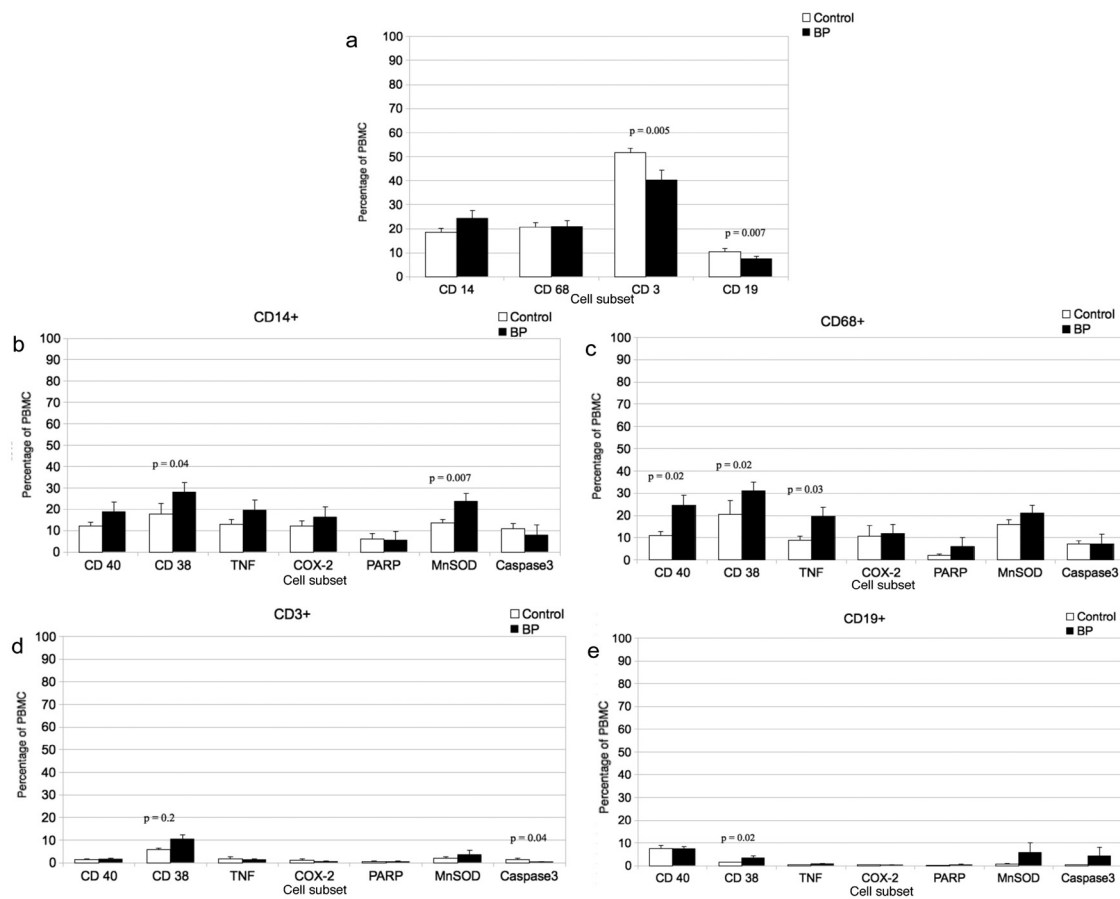 a
Control
BP
Percentage of PBMC
100
90
80
70
60
50
40
30
20
10
0
p = 0.005
p = 0.007
CD 14 CD 68 CD 3 CD 19
Cell subset
b
CD14+
Control
BP
Percentage of PBMC
100
90
80
70
60
50
40
30
20
10
0
p = 0.04
p = 0.007
CD 40 CD 38 TNF COX-2 PARP MnSOD Caspase3
Cell subset
c
CD68+
Control
BP
Percentage of PBMC
100
90
80
70
60
50
40
30
20
10
0
p = 0.02
p = 0.02
p = 0.03
CD 40 CD 38 TNF COX-2 PARP MnSOD Caspase3
Cell subset
d
CD3+
Control
BP
Percentage of PBMC
100
90
80
70
60
50
40
30
20
10
0
p = 0.2
p = 0.04
CD 40 CD 38 TNF COX-2 PARP MnSOD Caspase3
Cell subset
e
CD19+
Control
BP
Percentage of PBMC
100
90
80
70
60
50
40
30
20
10
0
p = 0.02
CD 40 CD 38 TNF COX-2 PARP MnSOD Caspase3
Cell subset